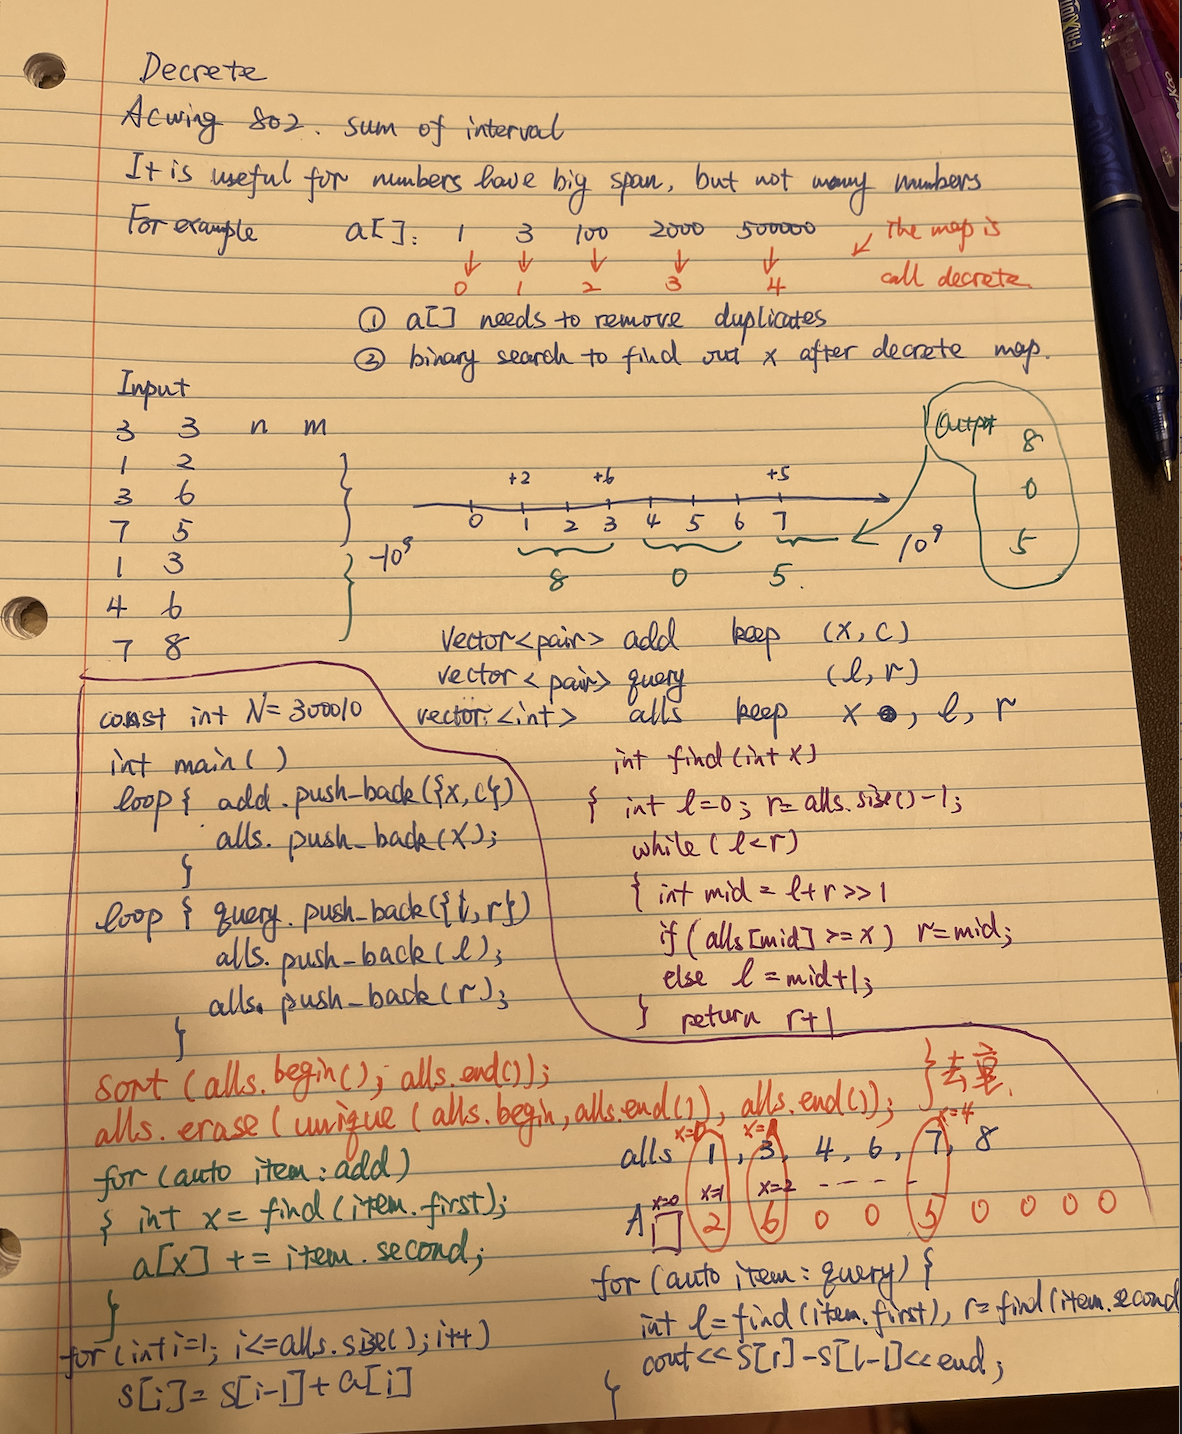 Decrete
Acwing 802. sum of interval
It is useful for numbers have big span, but not many numbers
For example a[]: 1 3 100 2000 500000
0 1 2 3 4
The map is
call decrete
① a[] needs to remove duplicates
② binary search to find out x after decrete map.
Input
3 3 n m
1 2
3 6
7 5
1 3
4 6
7 8
+2 +6 +5
0 1 2 3 4 5 6 7
-10⁹ 10⁹
8 0 5.
Output
8
0
5
vector<pair> add keep (x, c)
vector<pair> query (l, r)
vector<int> alls keep x , l, r
const int N = 300010
int main()
loop { add.push_back({x,c})
alls.push_back(x);
}
loop { query.push_back({l,r})
alls.push_back(l);
alls.push_back(r);
}
int find(int x)
{ int l=0; r=alls.size()-1;
while(l<r)
{ int mid = l+r>>1
if(alls[mid]>=x) r=mid;
else l=mid+1;
} return r+1
sort(alls.begin(); alls.end());
alls.erase(unique(alls.begin,alls.end()), alls.end());
} 去重.
for(auto item:add)
{ int x = find(item.first);
a[x] += item.second;
}
for(int i=1; i<=alls.size();i++)
s[i]=s[i-1]+a[i]
x=0 x=4
alls 1, 3, 4, 6, 7, 8
x=0 x=1 x=2 - - - - -
A 2 6 0 0 5 0 0 0 0
for(auto item: query){
int l=find(item.first), r=find(item.second
cout<<s[r]-s[l-1]<<end;